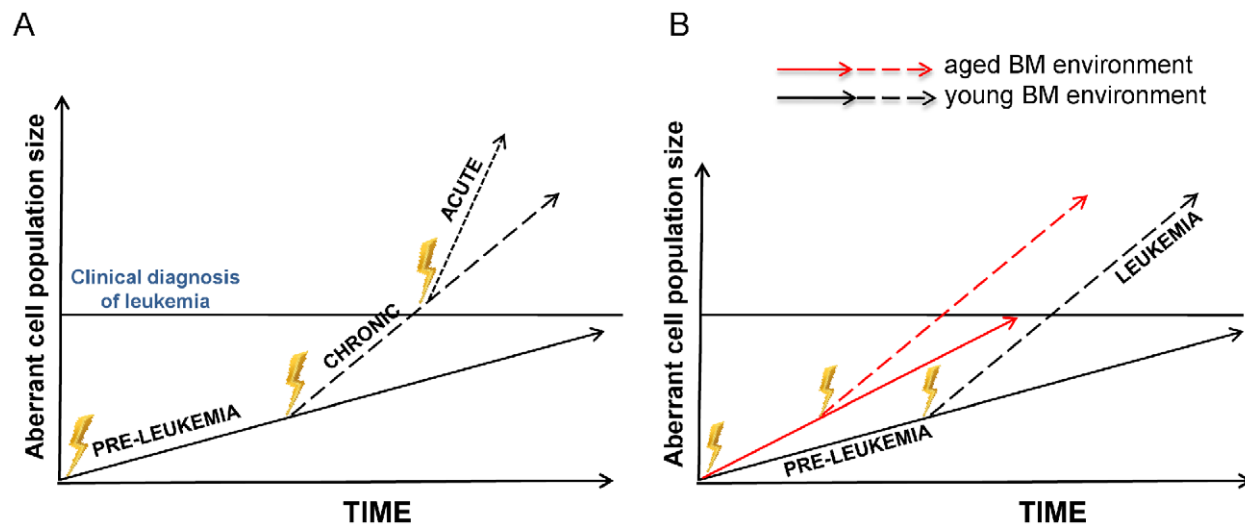 A
Aberrant cell population size
Clinical diagnosis
of leukemia
PRE-LEUKEMIA
CHRONIC
ACUTE
TIME
B
aged BM environment
young BM environment
Aberrant cell population size
PRE-LEUKEMIA
LEUKEMIA
TIME